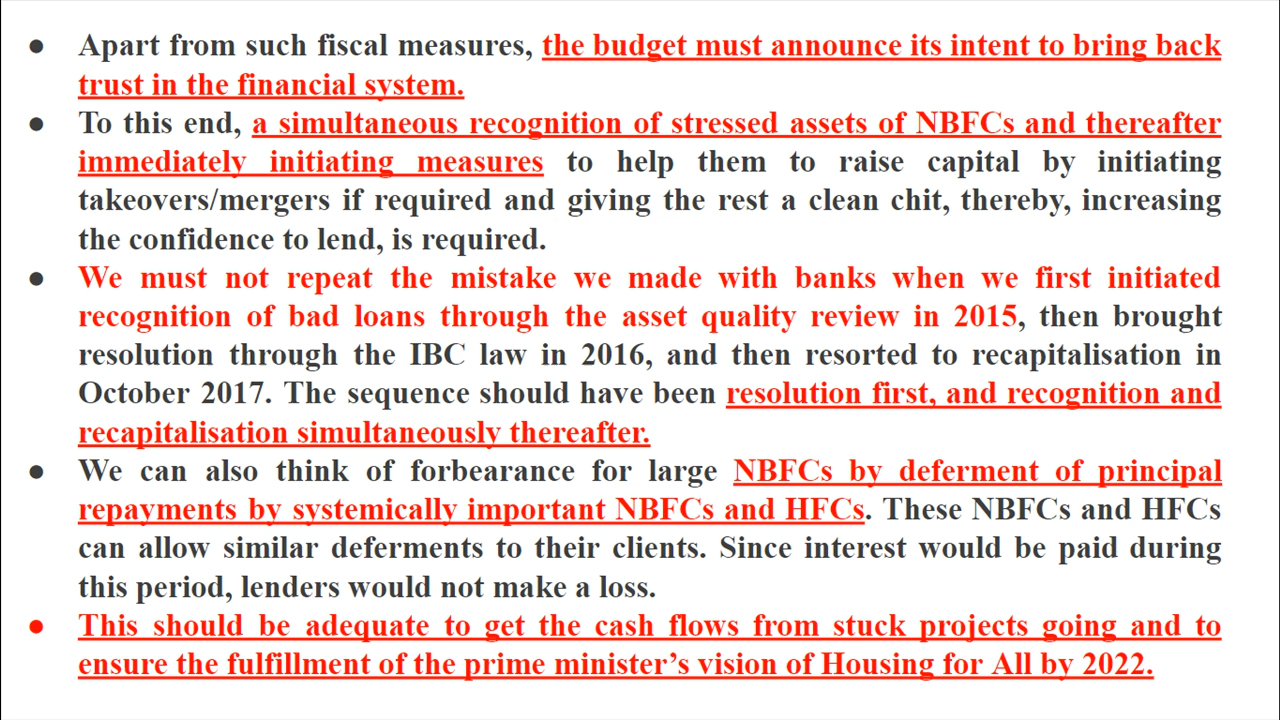 ● Apart from such fiscal measures, the budget must announce its intent to bring back
trust in the financial system.
● To this end, a simultaneous recognition of stressed assets of NBFCs and thereafter
immediately initiating measures to help them to raise capital by initiating
takeovers/mergers if required and giving the rest a clean chit, thereby, increasing
the confidence to lend, is required.
● We must not repeat the mistake we made with banks when we first initiated
recognition of bad loans through the asset quality review in 2015, then brought
resolution through the IBC law in 2016, and then resorted to recapitalisation in
October 2017. The sequence should have been resolution first, and recognition and
recapitalisation simultaneously thereafter.
● We can also think of forbearance for large NBFCs by deferment of principal
repayments by systemically important NBFCs and HFCs. These NBFCs and HFCs
can allow similar deferments to their clients. Since interest would be paid during
this period, lenders would not make a loss.
● This should be adequate to get the cash flows from stuck projects going and to
ensure the fulfillment of the prime minister’s vision of Housing for All by 2022.